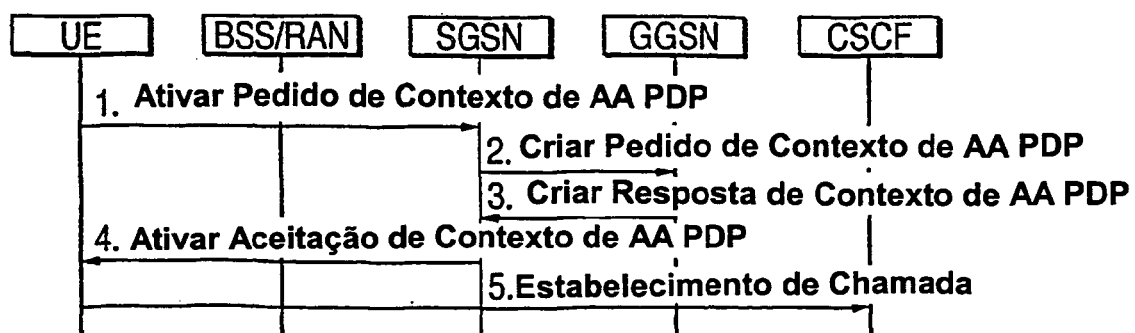 UE BSS/RAN SGSN GGSN CSCF
1. Ativar Pedido de Contexto de AA PDP
2. Criar Pedido de Contexto de AA PDP
3. Criar Resposta de Contexto de AA PDP
4. Ativar Aceitação de Contexto de AA PDP
5.Estabelecimento de Chamada